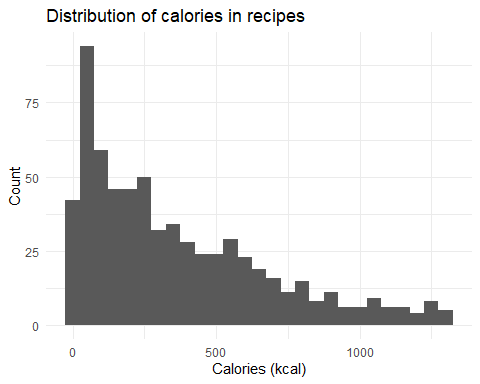 Distribution of calories in recipes
Count
75
50
25
0
0 500 1000
Calories (kcal)